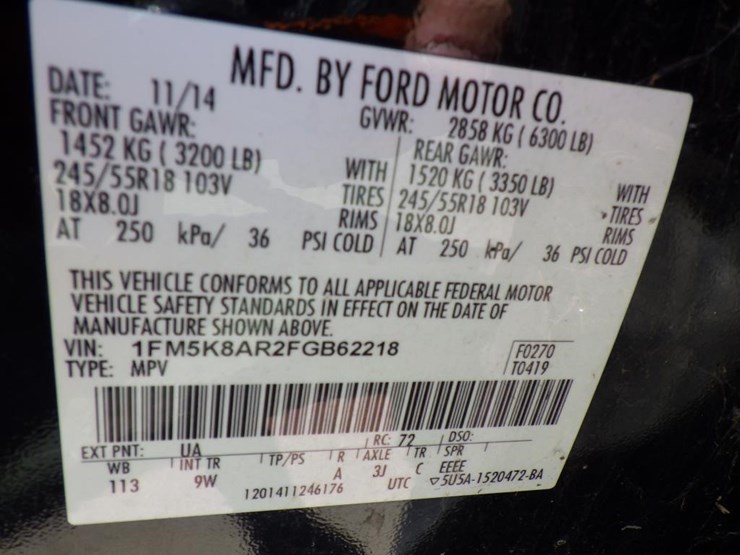 MFD. BY FORD MOTOR CO.
DATE: 11/14 GVWR: 2858 KG ( 6300 LB)
FRONT GAWR: REAR GAWR:
1452 KG ( 3200 LB) WITH 1520 KG ( 3350 LB) WITH
245/55R18 103V TIRES 245/55R18 103V TIRES
18X8.0J RIMS 18X8.0J RIMS
AT 250 kPa/ 36 PSI COLD AT 250 kPa/ 36 PSI COLD
THIS VEHICLE CONFORMS TO ALL APPLICABLE FEDERAL MOTOR
VEHICLE SAFETY STANDARDS IN EFFECT ON THE DATE OF
MANUFACTURE SHOWN ABOVE.
VIN: 1FM5K8AR2FGB62218 F0270
TYPE: MPV T0419
EXT PNT: UA RC: 72 DSO:
WB INT TR TP/PS R AXLE TR SPR
113 9W A 3J C EEEE
1201411246176 UTC ▽5U5A-1520472-BA